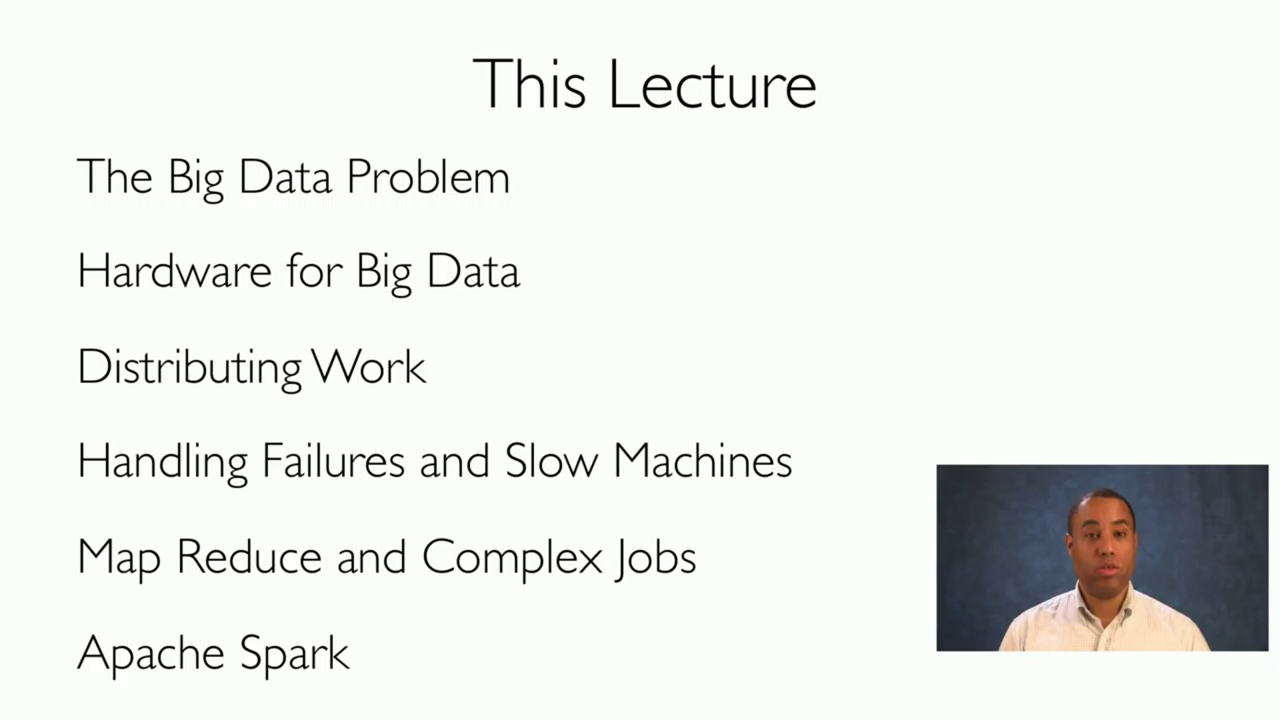 This Lecture
The Big Data Problem
Hardware for Big Data
Distributing Work
Handling Failures and Slow Machines
Map Reduce and Complex Jobs
Apache Spark